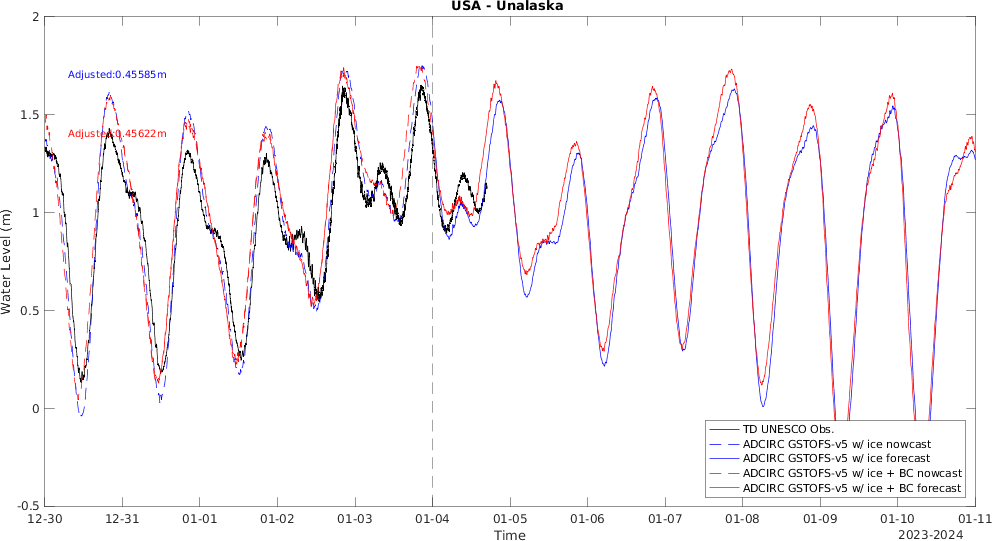 USA - Unalaska
2
1.5
1
0.5
0
-0.5
Water Level (m)
Adjusted:0.45585m
Adjusted:0.45622m
TD UNESCO Obs.
ADCIRC GSTOFS-v5 w/ ice nowcast
ADCIRC GSTOFS-v5 w/ ice forecast
ADCIRC GSTOFS-v5 w/ ice + BC nowcast
ADCIRC GSTOFS-v5 w/ ice + BC forecast
12-30 12-31 01-01 01-02 01-03 01-04 01-05 01-06 01-07 01-08 01-09 01-10 01-11
Time
2023-2024